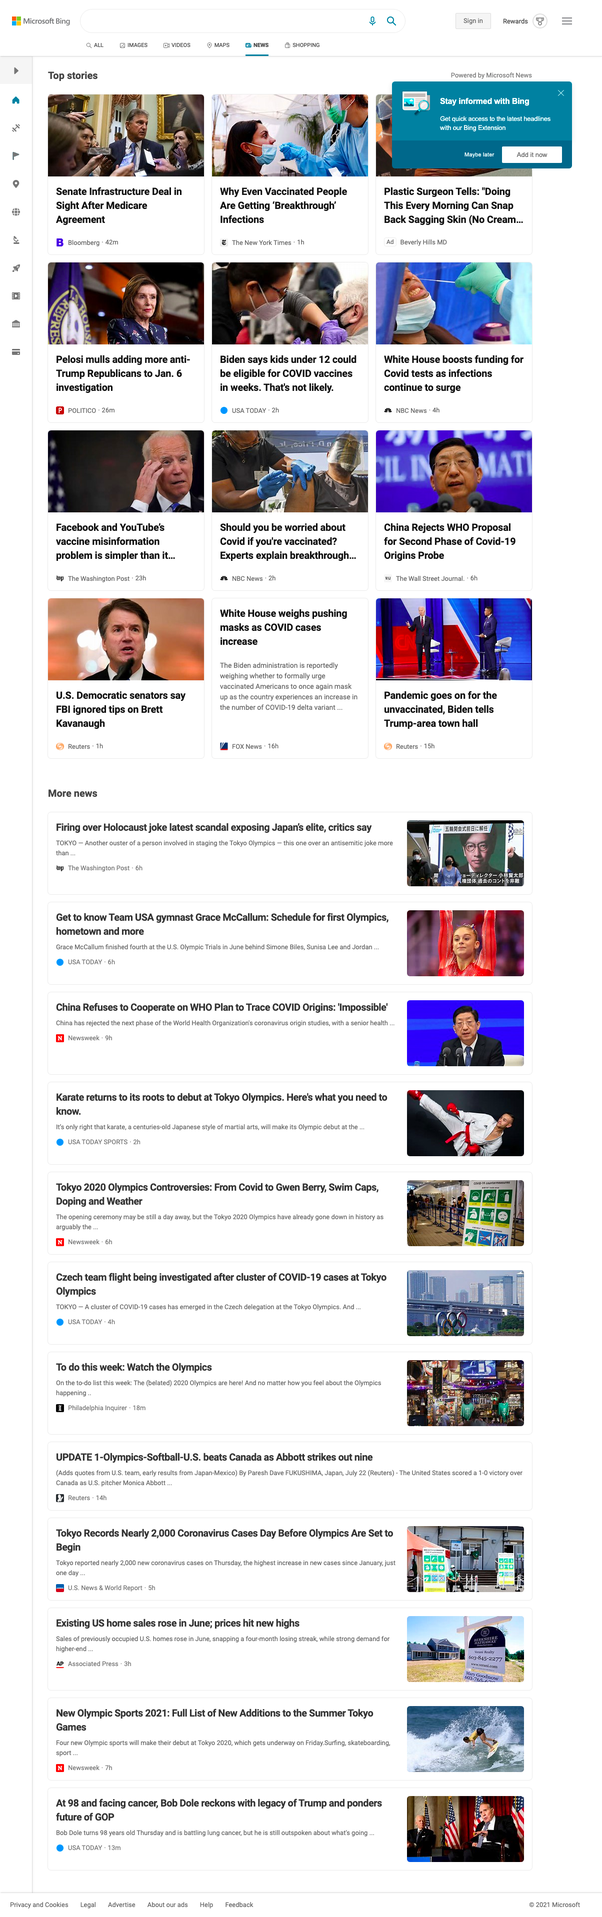 Microsoft Bing
Sign in
Rewards
ALL
IMAGES
VIDEOS
MAPS
NEWS
SHOPPING
Top stories
Powered by Microsoft News
Stay informed with Bing
Get quick access to the latest headlines
with our Bing Extension
Maybe later
Add it now
Senate Infrastructure Deal in
Sight After Medicare
Agreement
Bloomberg · 42m
Why Even Vaccinated People
Are Getting ‘Breakthrough’
Infections
The New York Times · 1h
Plastic Surgeon Tells: "Doing
This Every Morning Can Snap
Back Sagging Skin (No Cream...
Ad Beverly Hills MD
Pelosi mulls adding more anti-
Trump Republicans to Jan. 6
investigation
POLITICO · 26m
Biden says kids under 12 could
be eligible for COVID vaccines
in weeks. That's not likely.
USA TODAY · 2h
White House boosts funding for
Covid tests as infections
continue to surge
NBC News · 4h
Facebook and YouTube's
vaccine misinformation
problem is simpler than it...
The Washington Post · 23h
Should you be worried about
Covid if you're vaccinated?
Experts explain breakthrough...
NBC News · 2h
China Rejects WHO Proposal
for Second Phase of Covid-19
Origins Probe
The Wall Street Journal. · 6h
U.S. Democratic senators say
FBI ignored tips on Brett
Kavanaugh
Reuters · 1h
White House weighs pushing
masks as COVID cases
increase
The Biden administration is reportedly
weighing whether to formally urge
vaccinated Americans to once again mask
up as the country experiences an increase in
the number of COVID-19 delta variant ...
FOX News · 16h
Pandemic goes on for the
unvaccinated, Biden tells
Trump-area town hall
Reuters · 15h
More news
Firing over Holocaust joke latest scandal exposing Japan's elite, critics say
TOKYO — Another ouster of a person involved in staging the Tokyo Olympics — this one over an antisemitic joke more
than ...
The Washington Post · 6h
Get to know Team USA gymnast Grace McCallum: Schedule for first Olympics,
hometown and more
Grace McCallum finished fourth at the U.S. Olympic Trials in June behind Simone Biles, Sunisa Lee and Jordan ...
USA TODAY · 6h
China Refuses to Cooperate on WHO Plan to Trace COVID Origins: 'Impossible'
China has rejected the next phase of the World Health Organization's coronavirus origin studies, with a senior health ...
Newsweek · 9h
Karate returns to its roots to debut at Tokyo Olympics. Here's what you need to
know.
It's only right that karate, a centuries-old Japanese style of martial arts, will make its Olympic debut at the ...
USA TODAY SPORTS · 2h
Tokyo 2020 Olympics Controversies: From Covid to Gwen Berry, Swim Caps,
Doping and Weather
The opening ceremony may be still a day away, but the Tokyo 2020 Olympics have already gone down in history as
arguably the ...
Newsweek · 6h
Czech team flight being investigated after cluster of COVID-19 cases at Tokyo
Olympics
TOKYO — A cluster of COVID-19 cases has emerged in the Czech delegation at the Tokyo Olympics. And ...
USA TODAY · 4h
To do this week: Watch the Olympics
On the to-do list this week: The (belated) 2020 Olympics are here! And no matter how you feel about the Olympics
happening ..
Philadelphia Inquirer · 18m
UPDATE 1-Olympics-Softball-U.S. beats Canada as Abbott strikes out nine
(Adds quotes from U.S. team, early results from Japan-Mexico) By Paresh Dave FUKUSHIMA, Japan, July 22 (Reuters) - The United States scored a 1-0 victory over
Canada as U.S. pitcher Monica Abbott ...
Reuters · 14h
Tokyo Records Nearly 2,000 Coronavirus Cases Day Before Olympics Are Set to
Begin
Tokyo reported nearly 2,000 new coronavirus cases on Thursday, the highest increase in new cases since January, just
one day ...
U.S. News & World Report · 5h
Existing US home sales rose in June; prices hit new highs
Sales of previously occupied U.S. homes rose in June, snapping a four-month losing streak, while strong demand for
higher-end ...
Associated Press · 3h
603-845-2277
New Olympic Sports 2021: Full List of New Additions to the Summer Tokyo
Games
Four new Olympic sports will make their debut at Tokyo 2020, which gets underway on Friday.Surfing, skateboarding,
sport ...
Newsweek · 7h
At 98 and facing cancer, Bob Dole reckons with legacy of Trump and ponders
future of GOP
Bob Dole turns 98 years old Thursday and is battling lung cancer, but he is still outspoken about what's going ...
USA TODAY · 13m
Privacy and Cookies
Legal
Advertise
About our ads
Help
Feedback
© 2021 Microsoft